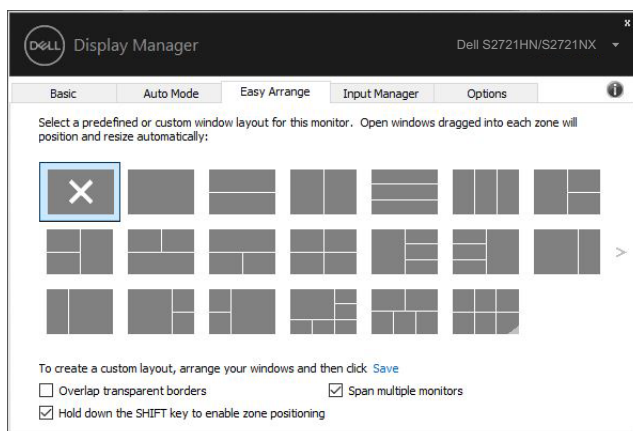 x
DELL Display Manager Dell S2721HN/S2721NX
Basic Auto Mode Easy Arrange Input Manager Options
Select a predefined or custom window layout for this monitor. Open windows dragged into each zone will
position and resize automatically:
To create a custom layout, arrange your windows and then click Save
Overlap transparent borders Span multiple monitors
Hold down the SHIFT key to enable zone positioning